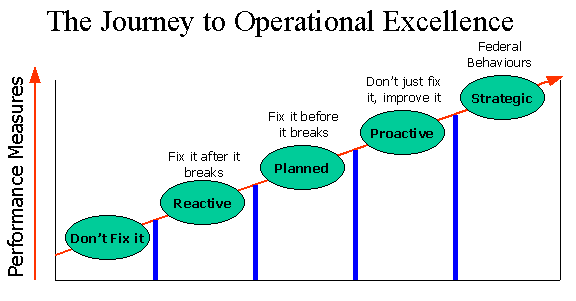 The Journey to Operational Excellence
Federal
Behaviours
Strategic
Don't just fix
it, improve it
Proactive
Fix it before
it breaks
Planned
Fix it after it
breaks
Reactive
Don't Fix it
Performance Measures